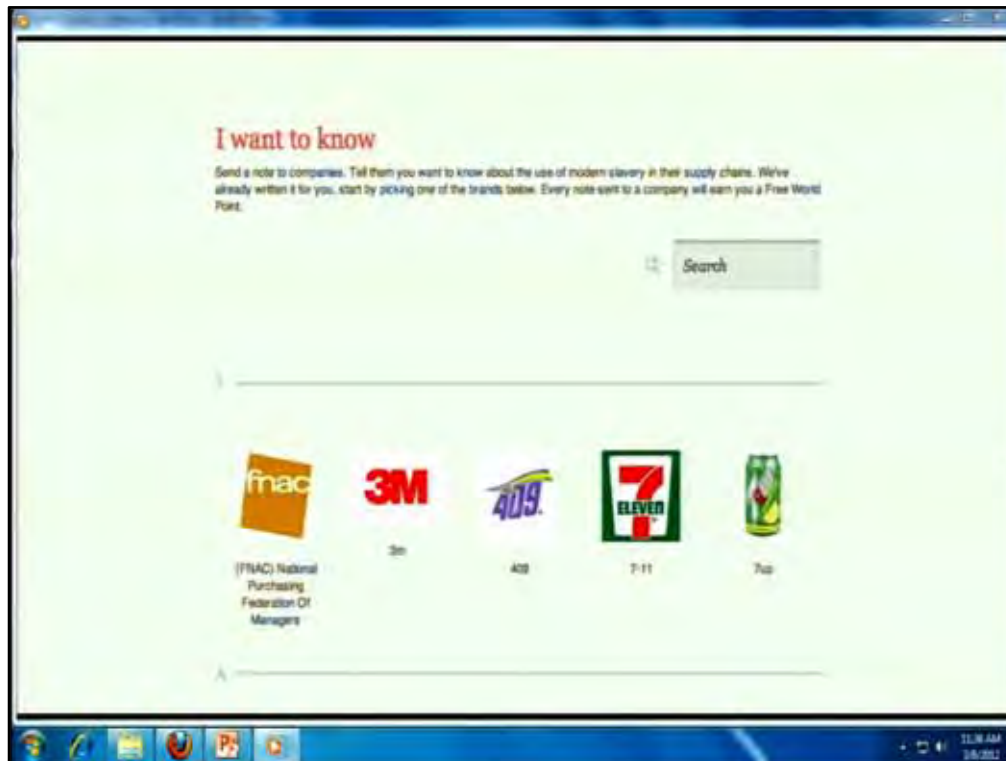 I want to know
Send a note to companies. Tell them you want to know about the use of modern slavery in their supply chains. We've
already written it for you, start by picking one of the brands below. Every note sent to a company will earn you a Free World
Point.
Search
fnac
3M
409
7
ELEVEN
(FNAC) National
Purchasing
Federation Of
Managers
3m
409
7-11
7up
A
11:36 AM